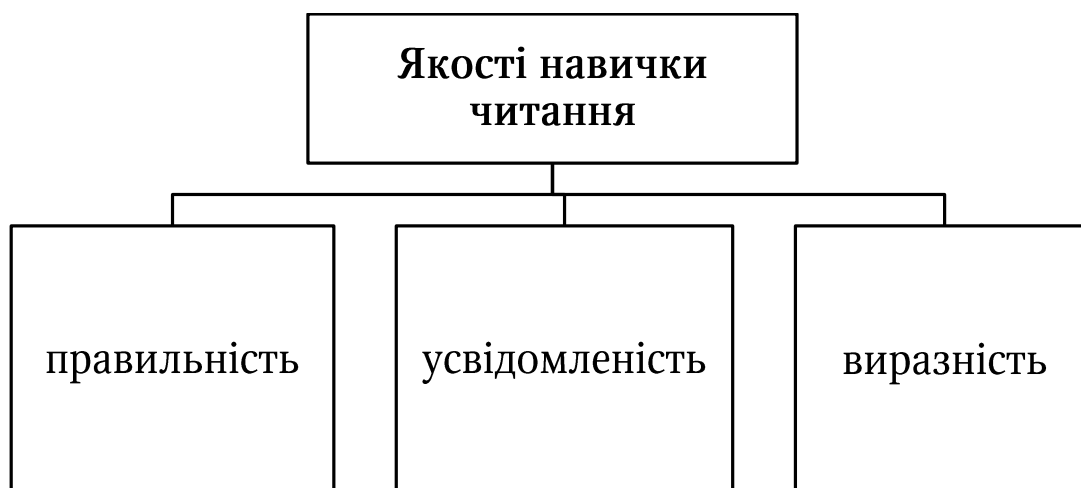 Якості навички
читання
правильність
усвідомленість
виразність